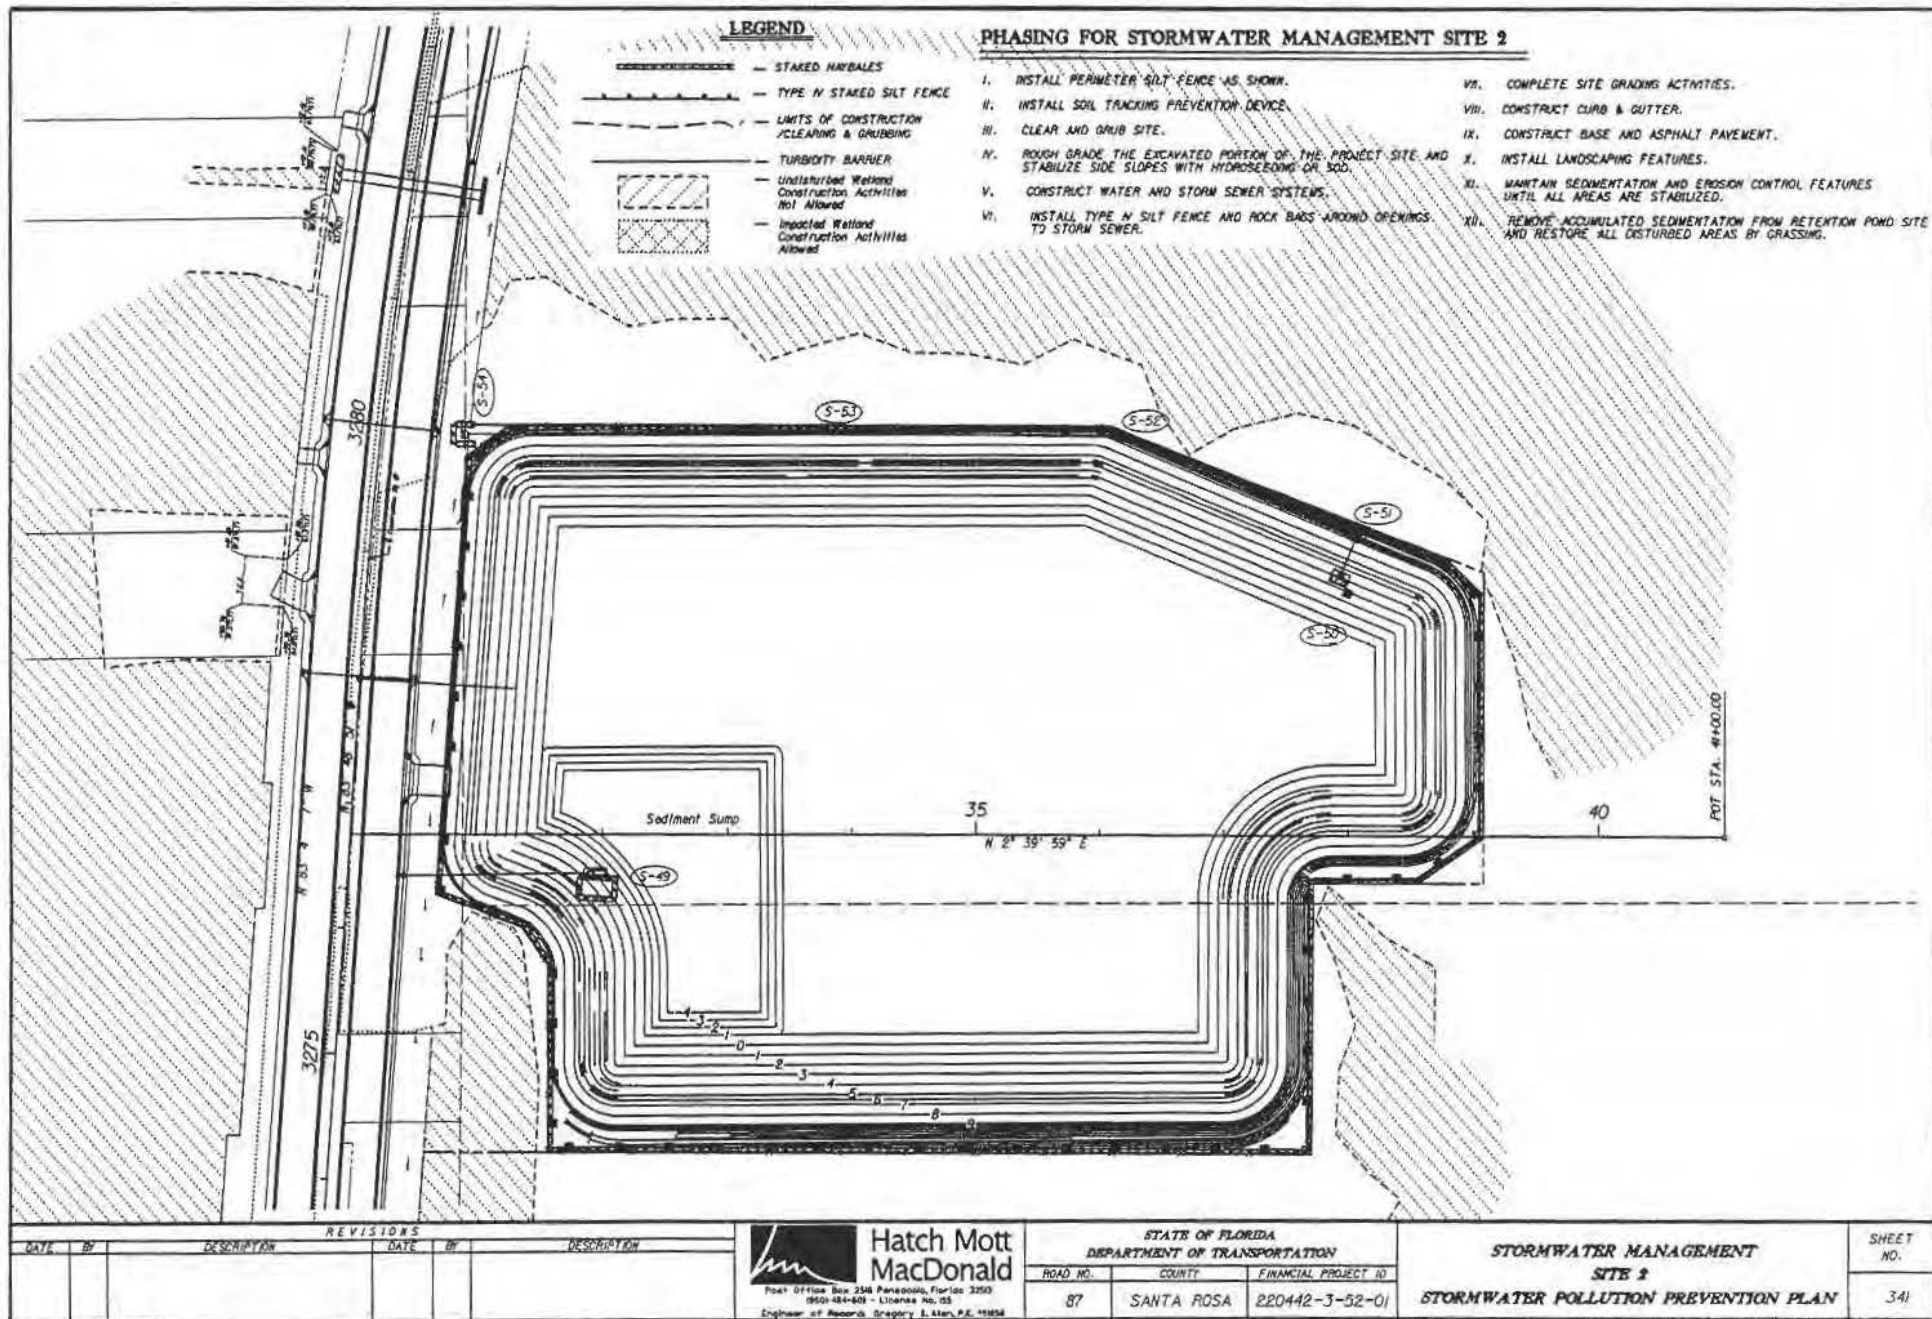 LEGEND
STAKED HAYBALES
TYPE IV STAKED SILT FENCE
LIMITS OF CONSTRUCTION
/CLEARING & GRUBBING
TURBIDITY BARRIER
Undisturbed Wetland
Construction Activities
Not Allowed
Impacted Wetland
Construction Activities
Allowed
PHASING FOR STORMWATER MANAGEMENT SITE 2
I. INSTALL PERIMETER SILT FENCE AS SHOWN.
II. INSTALL SOIL TRACKING PREVENTION DEVICE.
III. CLEAR AND GRUB SITE.
IV. ROUGH GRADE THE EXCAVATED PORTION OF THE PROJECT SITE AND
STABILIZE SIDE SLOPES WITH HYDROSEEDING OR SOD.
V. CONSTRUCT WATER AND STORM SEWER SYSTEMS.
VI. INSTALL TYPE IV SILT FENCE AND ROCK BAGS AROUND OPENINGS
TO STORM SEWER.
VII. COMPLETE SITE GRADING ACTIVITIES.
VIII. CONSTRUCT CURB & GUTTER.
IX. CONSTRUCT BASE AND ASPHALT PAVEMENT.
X. INSTALL LANDSCAPING FEATURES.
XI. MAINTAIN SEDIMENTATION AND EROSION CONTROL FEATURES
UNTIL ALL AREAS ARE STABILIZED.
XII. REMOVE ACCUMULATED SEDIMENTATION FROM RETENTION POND SITE
AND RESTORE ALL DISTURBED AREAS BY GRASSING.
S-54
S-53
S-52
3280
S-51
S-50
POT STA. 41+00.00
Sediment Sump
35
40
N 2° 39' 59" E
S-49
3275
4
3
2
1
0
1
2
3
4
5
6
7
8
9
REVISIONS
DATE BY DESCRIPTION DATE BY DESCRIPTION
Hatch Mott
MacDonald
Post Office Box 2516 Pensacola, Florida
STATE OF FLORIDA
DEPARTMENT OF TRANSPORTATION
ROAD NO. COUNTY FINANCIAL PROJECT ID
87 SANTA ROSA 220442-3-52-01
STORMWATER MANAGEMENT
SITE 2
STORMWATER POLLUTION PREVENTION PLAN
SHEET
NO.
341